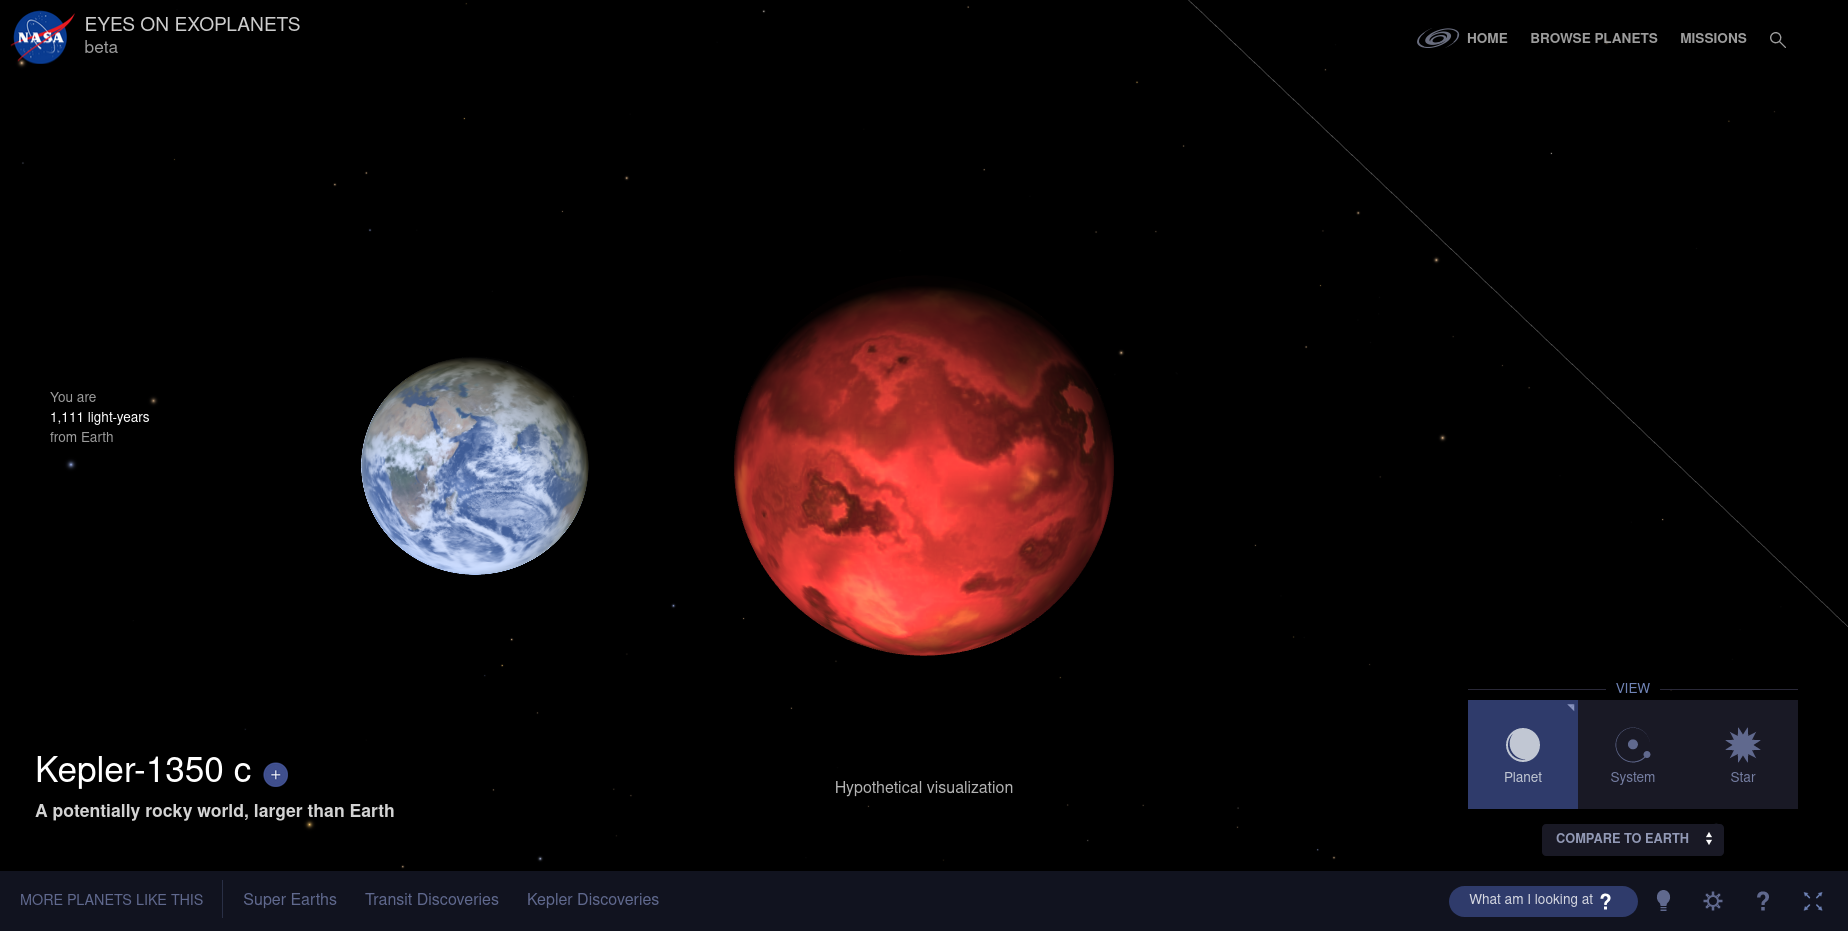 NASA
EYES ON EXOPLANETS
beta
HOME
BROWSE PLANETS
MISSIONS
You are
1,111 light-years
from Earth
Kepler-1350 c +
A potentially rocky world, larger than Earth
Hypothetical visualization
VIEW
Planet
System
Star
COMPARE TO EARTH
MORE PLANETS LIKE THIS
Super Earths
Transit Discoveries
Kepler Discoveries
What am I looking at ?
?